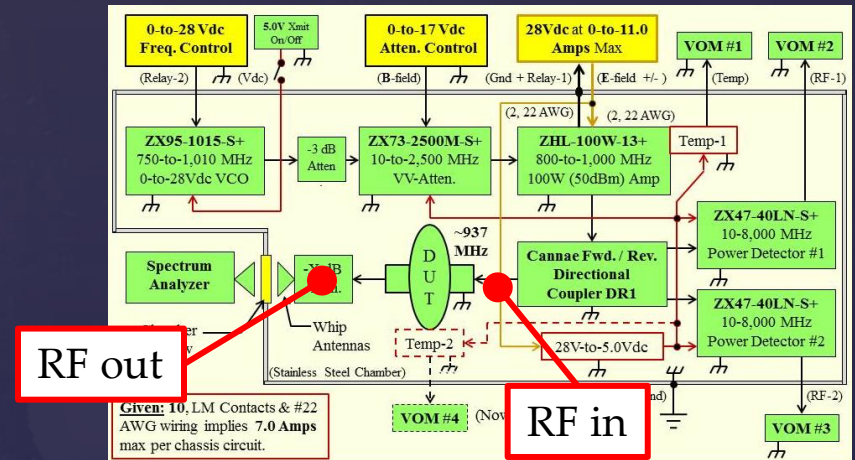 0-to-28 Vdc
Freq. Control
5.0V Xmit
On/Off
0-to-17 Vdc
Atten. Control
28Vdc at 0-to-11.0
Amps Max
VOM #1
VOM #2
(Relay-2)
(Vdc)
(B-field)
(Gnd + Relay-1)
(E-field +/- )
(Temp)
(RF-1)
(2, 22 AWG)
(2, 22 AWG)
ZX95-1015-S+
750-to-1,010 MHz
0-to-28Vdc VCO
-3 dB
Atten
ZX73-2500M-S+
10-to-2,500 MHz
VV-Atten.
ZHL-100W-13+
800-to-1,000 MHz
100W (50dBm) Amp
Temp-1
ZX47-40LN-S+
10-8,000 MHz
Power Detector #1
~937
MHz
Spectrum
Analyzer
dB
DUT
Cannae Fwd. / Rev.
Directional
Coupler DR1
ZX47-40LN-S+
10-8,000 MHz
Power Detector #2
Whip
Antennas
Temp-2
28V-to-5.0Vdc
RF out
(Stainless Steel Chamber)
RF in
(RF-2)
Given: 10, LM Contacts & #22
AWG wiring implies 7.0 Amps
max per chassis circuit.
VOM #4
VOM #3